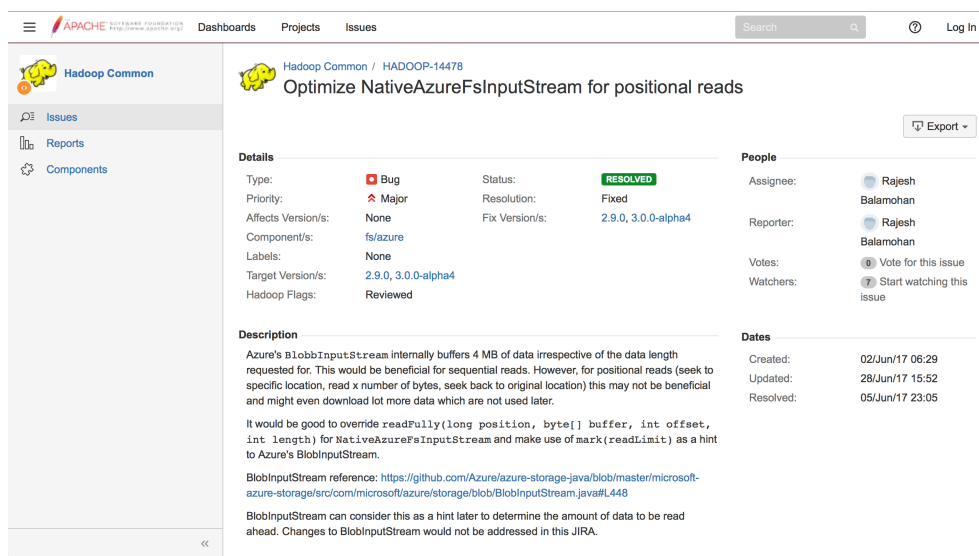 APACHE SOFTWARE FOUNDATION
http://www.apache.org/
Dashboards Projects Issues
Search
Log In
Hadoop Common
Issues
Reports
Components
Hadoop Common / HADOOP-14478
Optimize NativeAzureFsInputStream for positional reads
Export
Details
Type: Bug Status: RESOLVED
Priority: Major Resolution: Fixed
Affects Version/s: None Fix Version/s: 2.9.0, 3.0.0-alpha4
Component/s: fs/azure
Labels: None
Target Version/s: 2.9.0, 3.0.0-alpha4
Hadoop Flags: Reviewed
Description
Azure's BlobbInputStream internally buffers 4 MB of data irrespective of the data length
requested for. This would be beneficial for sequential reads. However, for positional reads (seek to
specific location, read x number of bytes, seek back to original location) this may not be beneficial
and might even download lot more data which are not used later.
It would be good to override readFully(long position, byte[] buffer, int offset,
int length) for NativeAzureFsInputStream and make use of mark(readLimit) as a hint
to Azure's BlobInputStream.
BlobInputStream reference: https://github.com/Azure/azure-storage-java/blob/master/microsoft-
azure-storage/src/com/microsoft/azure/storage/blob/BlobInputStream.java#L448
BlobInputStream can consider this as a hint later to determine the amount of data to be read
ahead. Changes to BlobInputStream would not be addressed in this JIRA.
People
Assignee: Rajesh
Balamohan
Reporter: Rajesh
Balamohan
Votes: 0 Vote for this issue
Watchers: 7 Start watching this
issue
Dates
Created: 02/Jun/17 06:29
Updated: 28/Jun/17 15:52
Resolved: 05/Jun/17 23:05